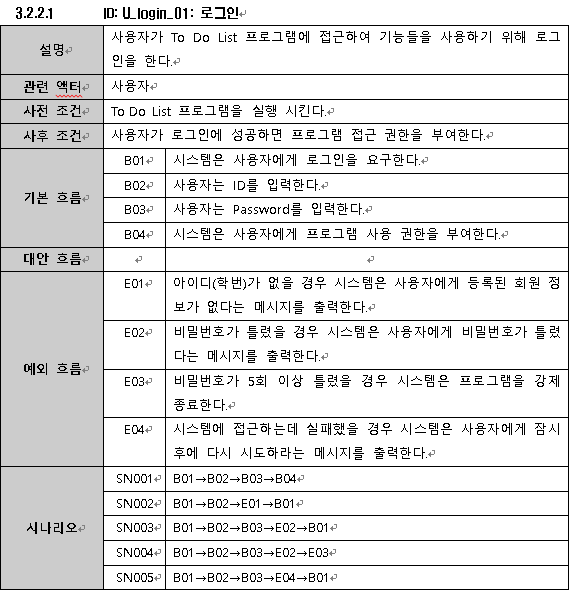 3.2.2.1 ID: U_login_01: 로그인
설명
사용자가 To Do List 프로그램에 접근하여 기능들을 사용하기 위해 로그
인을 한다.
관련 액터 사용자
사전 조건 To Do List 프로그램을 실행 시킨다.
사후 조건 사용자가 로그인에 성공하면 프로그램 접근 권한을 부여한다.
기본 흐름
B01 시스템은 사용자에게 로그인을 요구한다.
B02 사용자는 ID를 입력한다.
B03 사용자는 Password를 입력한다.
B04 시스템은 사용자에게 프로그램 사용 권한을 부여한다.
대안 흐름
예외 흐름
E01 아이디(학번)가 없을 경우 시스템은 사용자에게 등록된 회원 정
보가 없다는 메시지를 출력한다.
E02 비밀번호가 틀렸을 경우 시스템은 사용자에게 비밀번호가 틀렸
다는 메시지를 출력한다.
E03 비밀번호가 5회 이상 틀렸을 경우 시스템은 프로그램을 강제
종료한다.
E04 시스템에 접근하는데 실패했을 경우 시스템은 사용자에게 잠시
후에 다시 시도하라는 메시지를 출력한다.
시나리오
SN001 B01→B02→B03→B04
SN002 B01→B02→E01→B01
SN003 B01→B02→B03→E02→B01
SN004 B01→B02→B03→E02→E03
SN005 B01→B02→B03→E04→B01